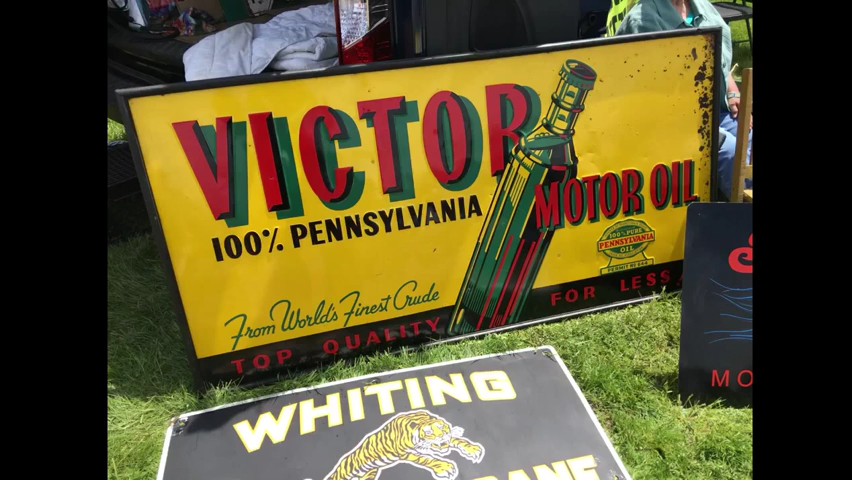 VICTOR
100% PENNSYLVANIA
MOTOR OIL
100% PURE
PENNSYLVANIA
OIL
From World's Finest Crude
TOP QUALITY FOR LESS
WHITING
MO